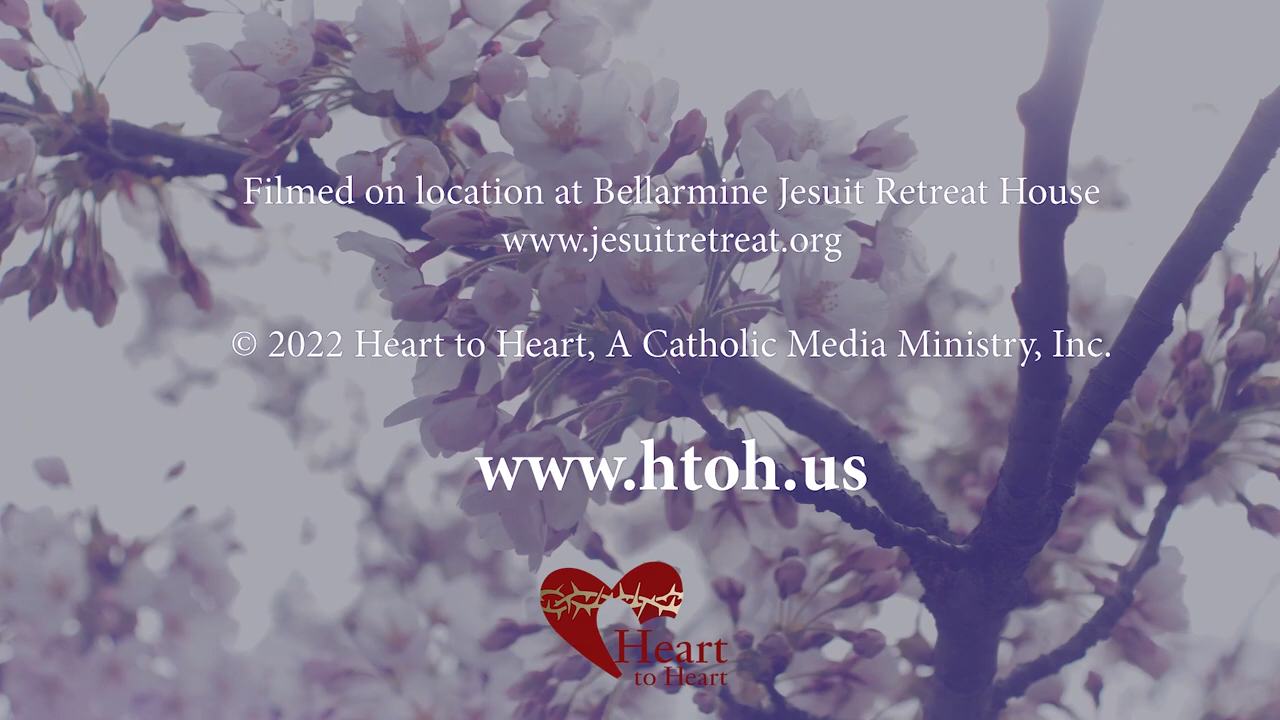 Filmed on location at Bellarmine Jesuit Retreat House
www.jesuitretreat.org
© 2022 Heart to Heart, A Catholic Media Ministry, Inc.
www.htoh.us
Heart
to Heart